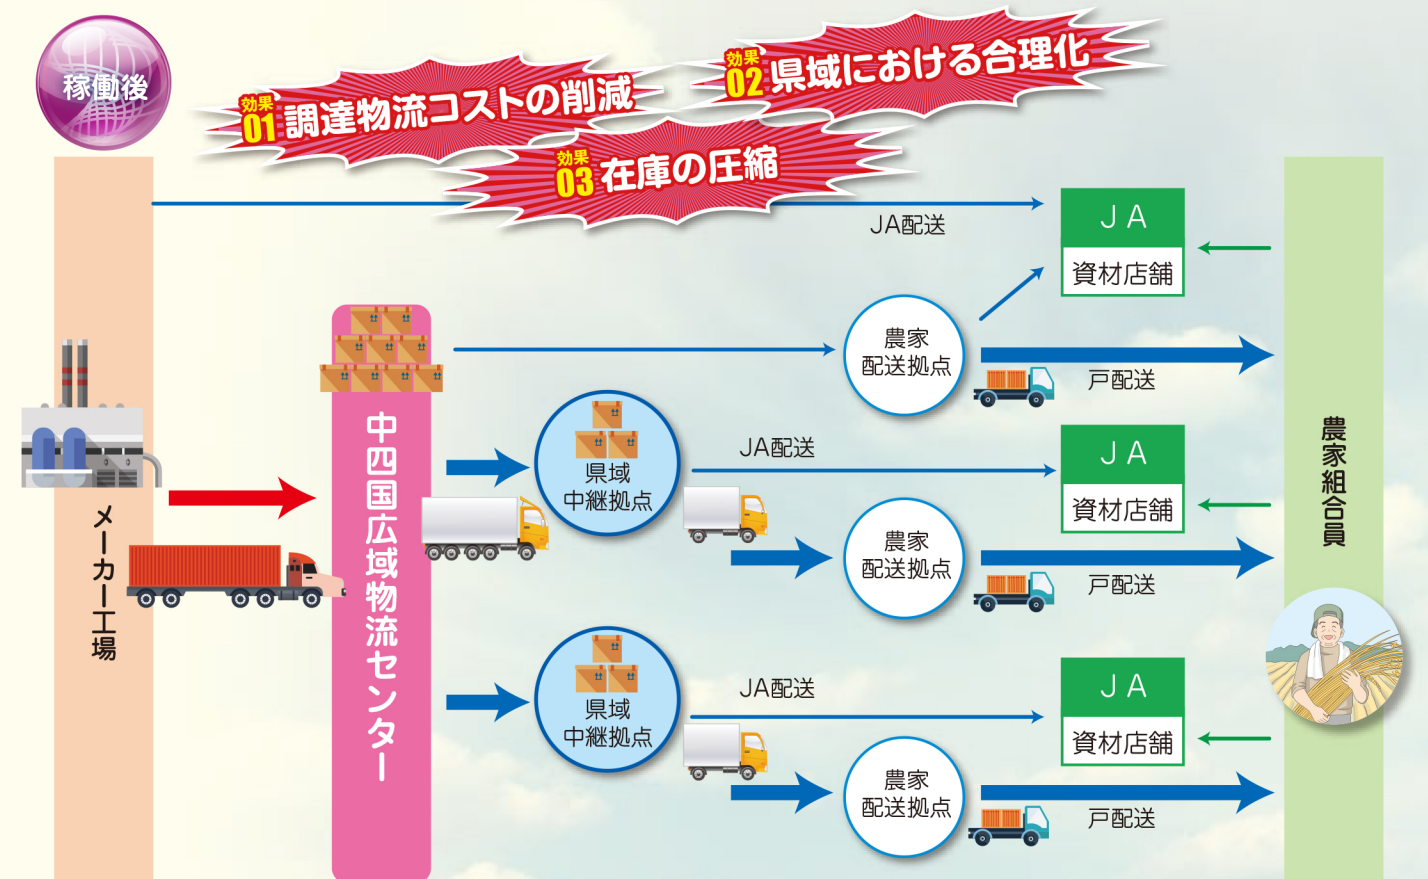 稼働後
効果
01 調達物流コストの削減
効果
02 県域における合理化
効果
03 在庫の圧縮
メーカー工場
中四国広域物流センター
JA配送
JA
資材店舗
農家
配送拠点
戸配送
県域
中継拠点
JA配送
JA
資材店舗
農家
配送拠点
戸配送
県域
中継拠点
JA配送
JA
資材店舗
農家
配送拠点
戸配送
農家組合員